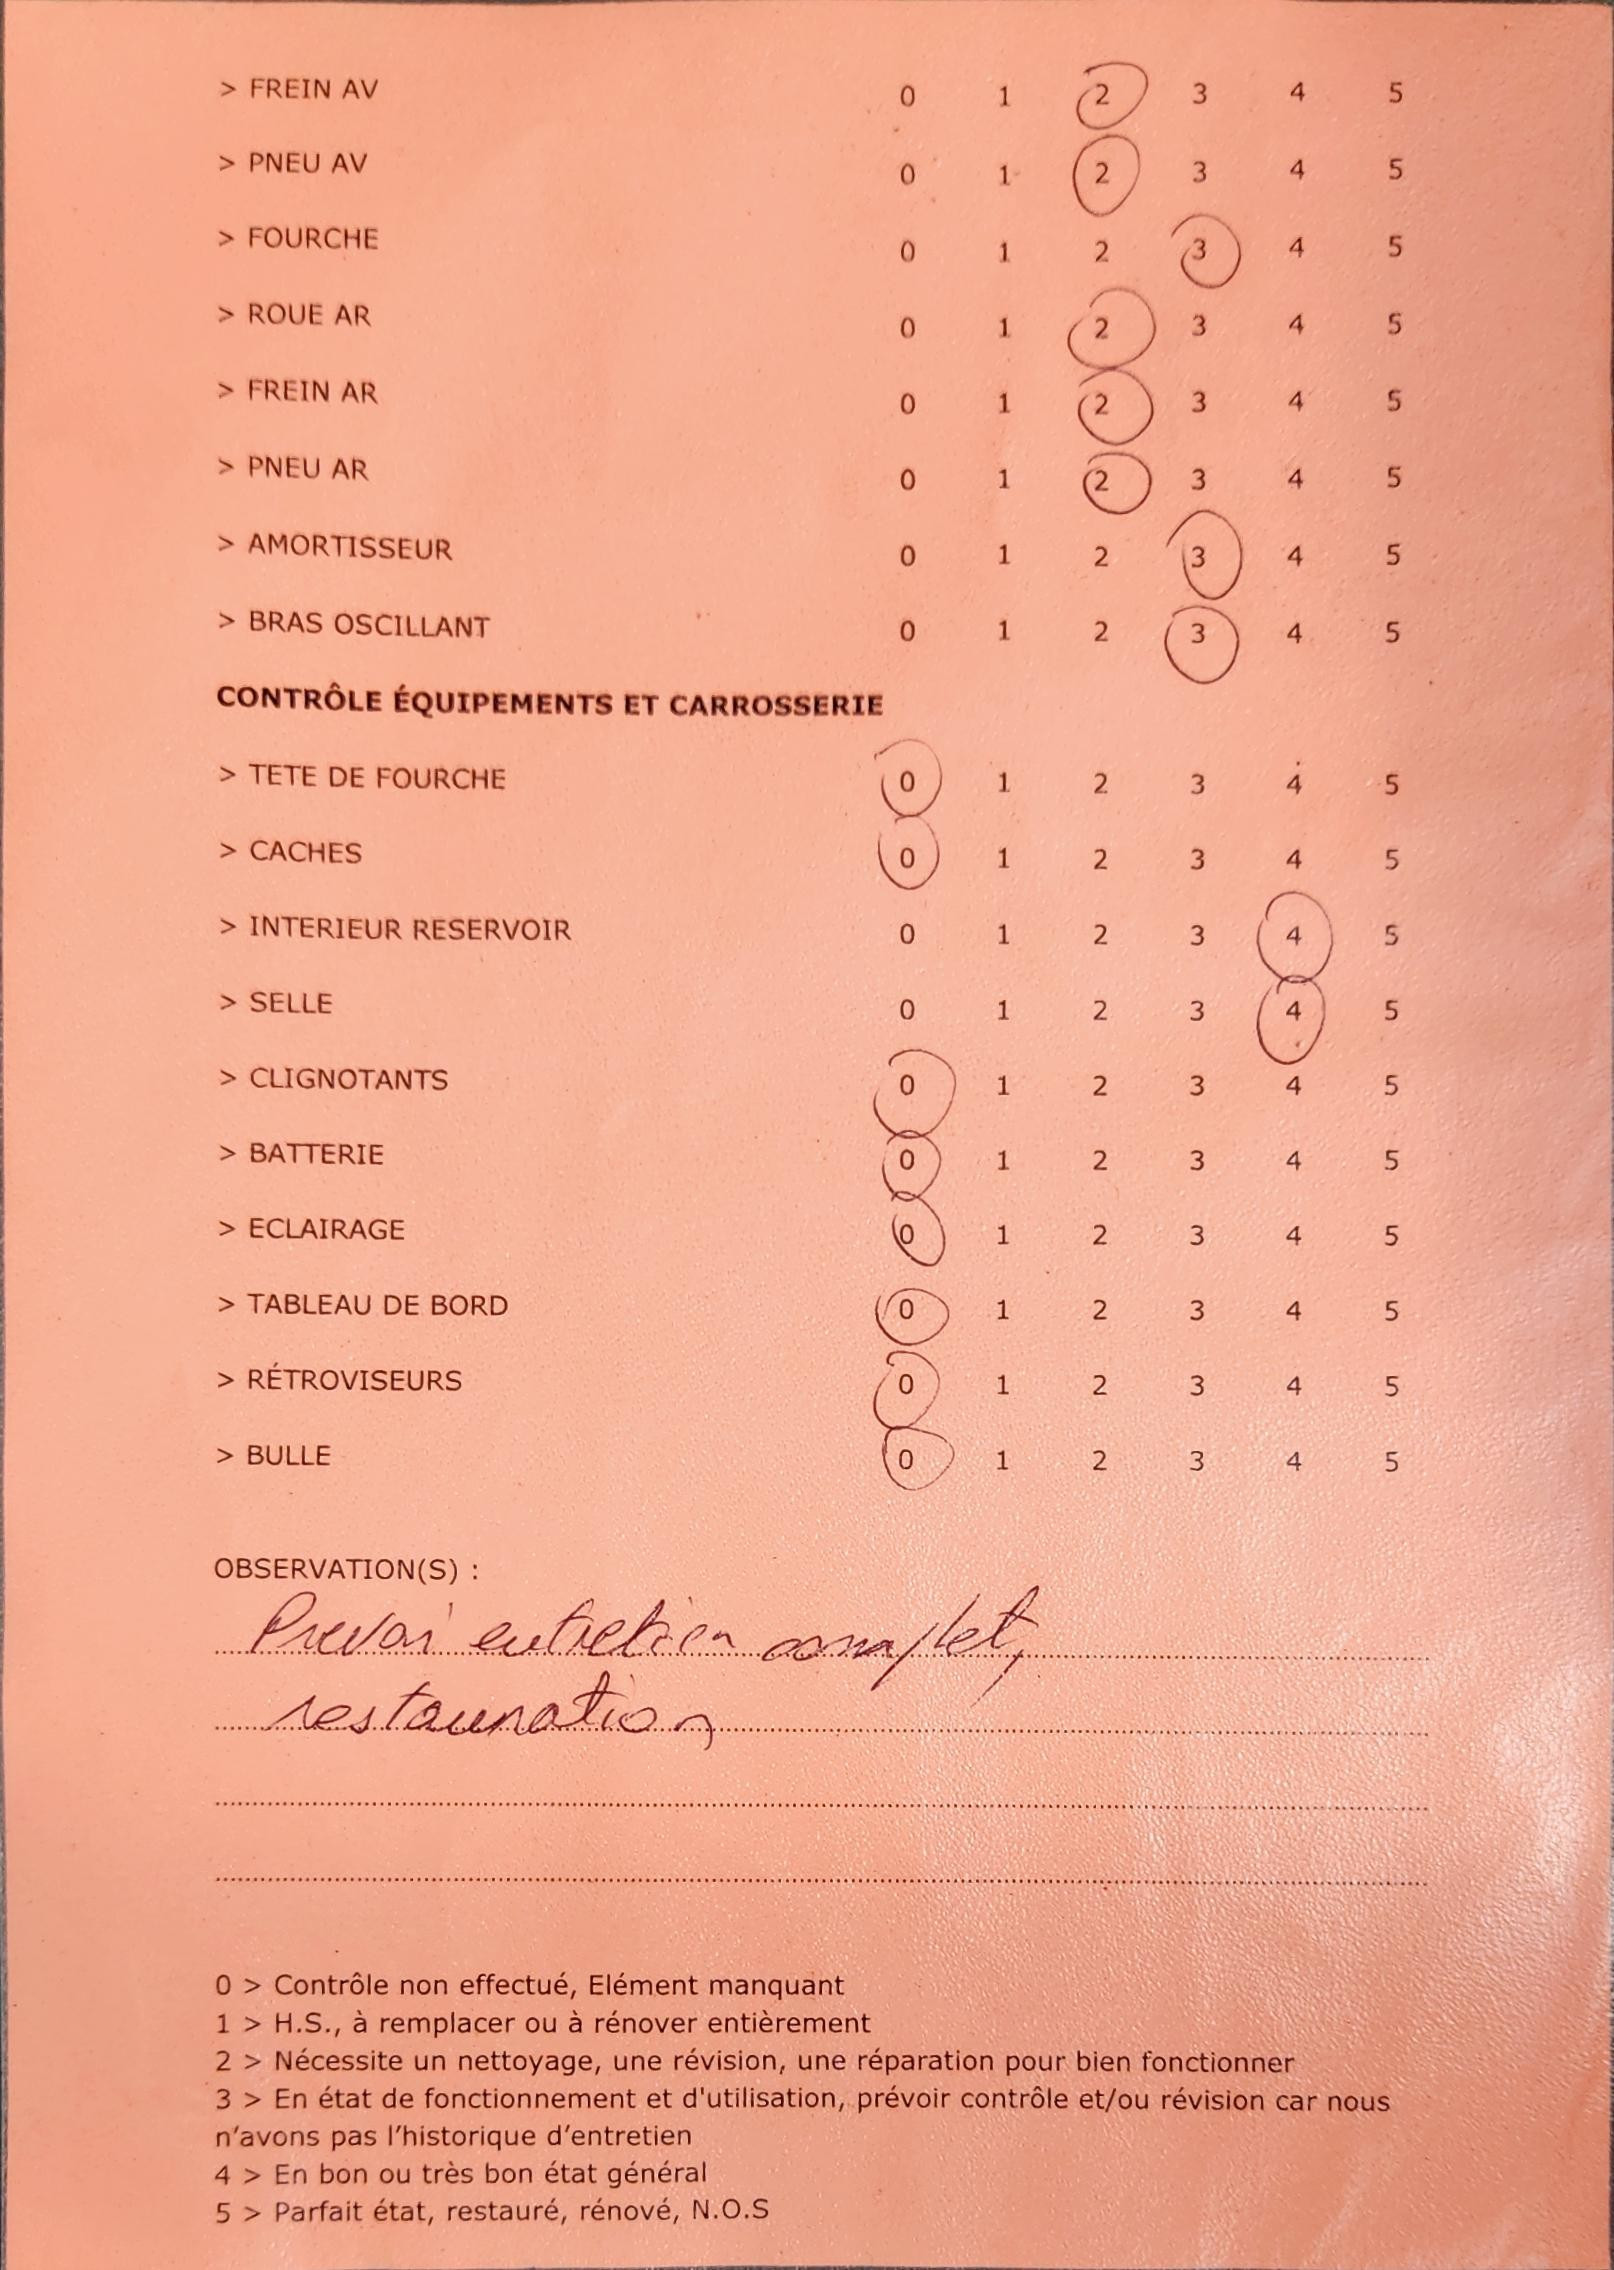 > FREIN AV 0 1 2 3 4 5
> PNEU AV 0 1 2 3 4 5
> FOURCHE 0 1 2 3 4 5
> ROUE AR 0 1 2 3 4 5
> FREIN AR 0 1 2 3 4 5
> PNEU AR 0 1 2 3 4 5
> AMORTISSEUR 0 1 2 3 4 5
> BRAS OSCILLANT 0 1 2 3 4 5
CONTRÔLE ÉQUIPEMENTS ET CARROSSERIE
> TETE DE FOURCHE 0 1 2 3 4 5
> CACHES 0 1 2 3 4 5
> INTERIEUR RESERVOIR 0 1 2 3 4 5
> SELLE 0 1 2 3 4 5
> CLIGNOTANTS 0 1 2 3 4 5
> BATTERIE 0 1 2 3 4 5
> ECLAIRAGE 0 1 2 3 4 5
> TABLEAU DE BORD 0 1 2 3 4 5
> RÉTROVISEURS 0 1 2 3 4 5
> BULLE 0 1 2 3 4 5
OBSERVATION(S) :
Prevoir entretien complet,
restauration
0 > Contrôle non effectué, Elément manquant
1 > H.S., à remplacer ou à rénover entièrement
2 > Nécessite un nettoyage, une révision, une réparation pour bien fonctionner
3 > En état de fonctionnement et d'utilisation, prévoir contrôle et/ou révision car nous
n'avons pas l'historique d'entretien
4 > En bon ou très bon état général
5 > Parfait état, restauré, rénové, N.O.S